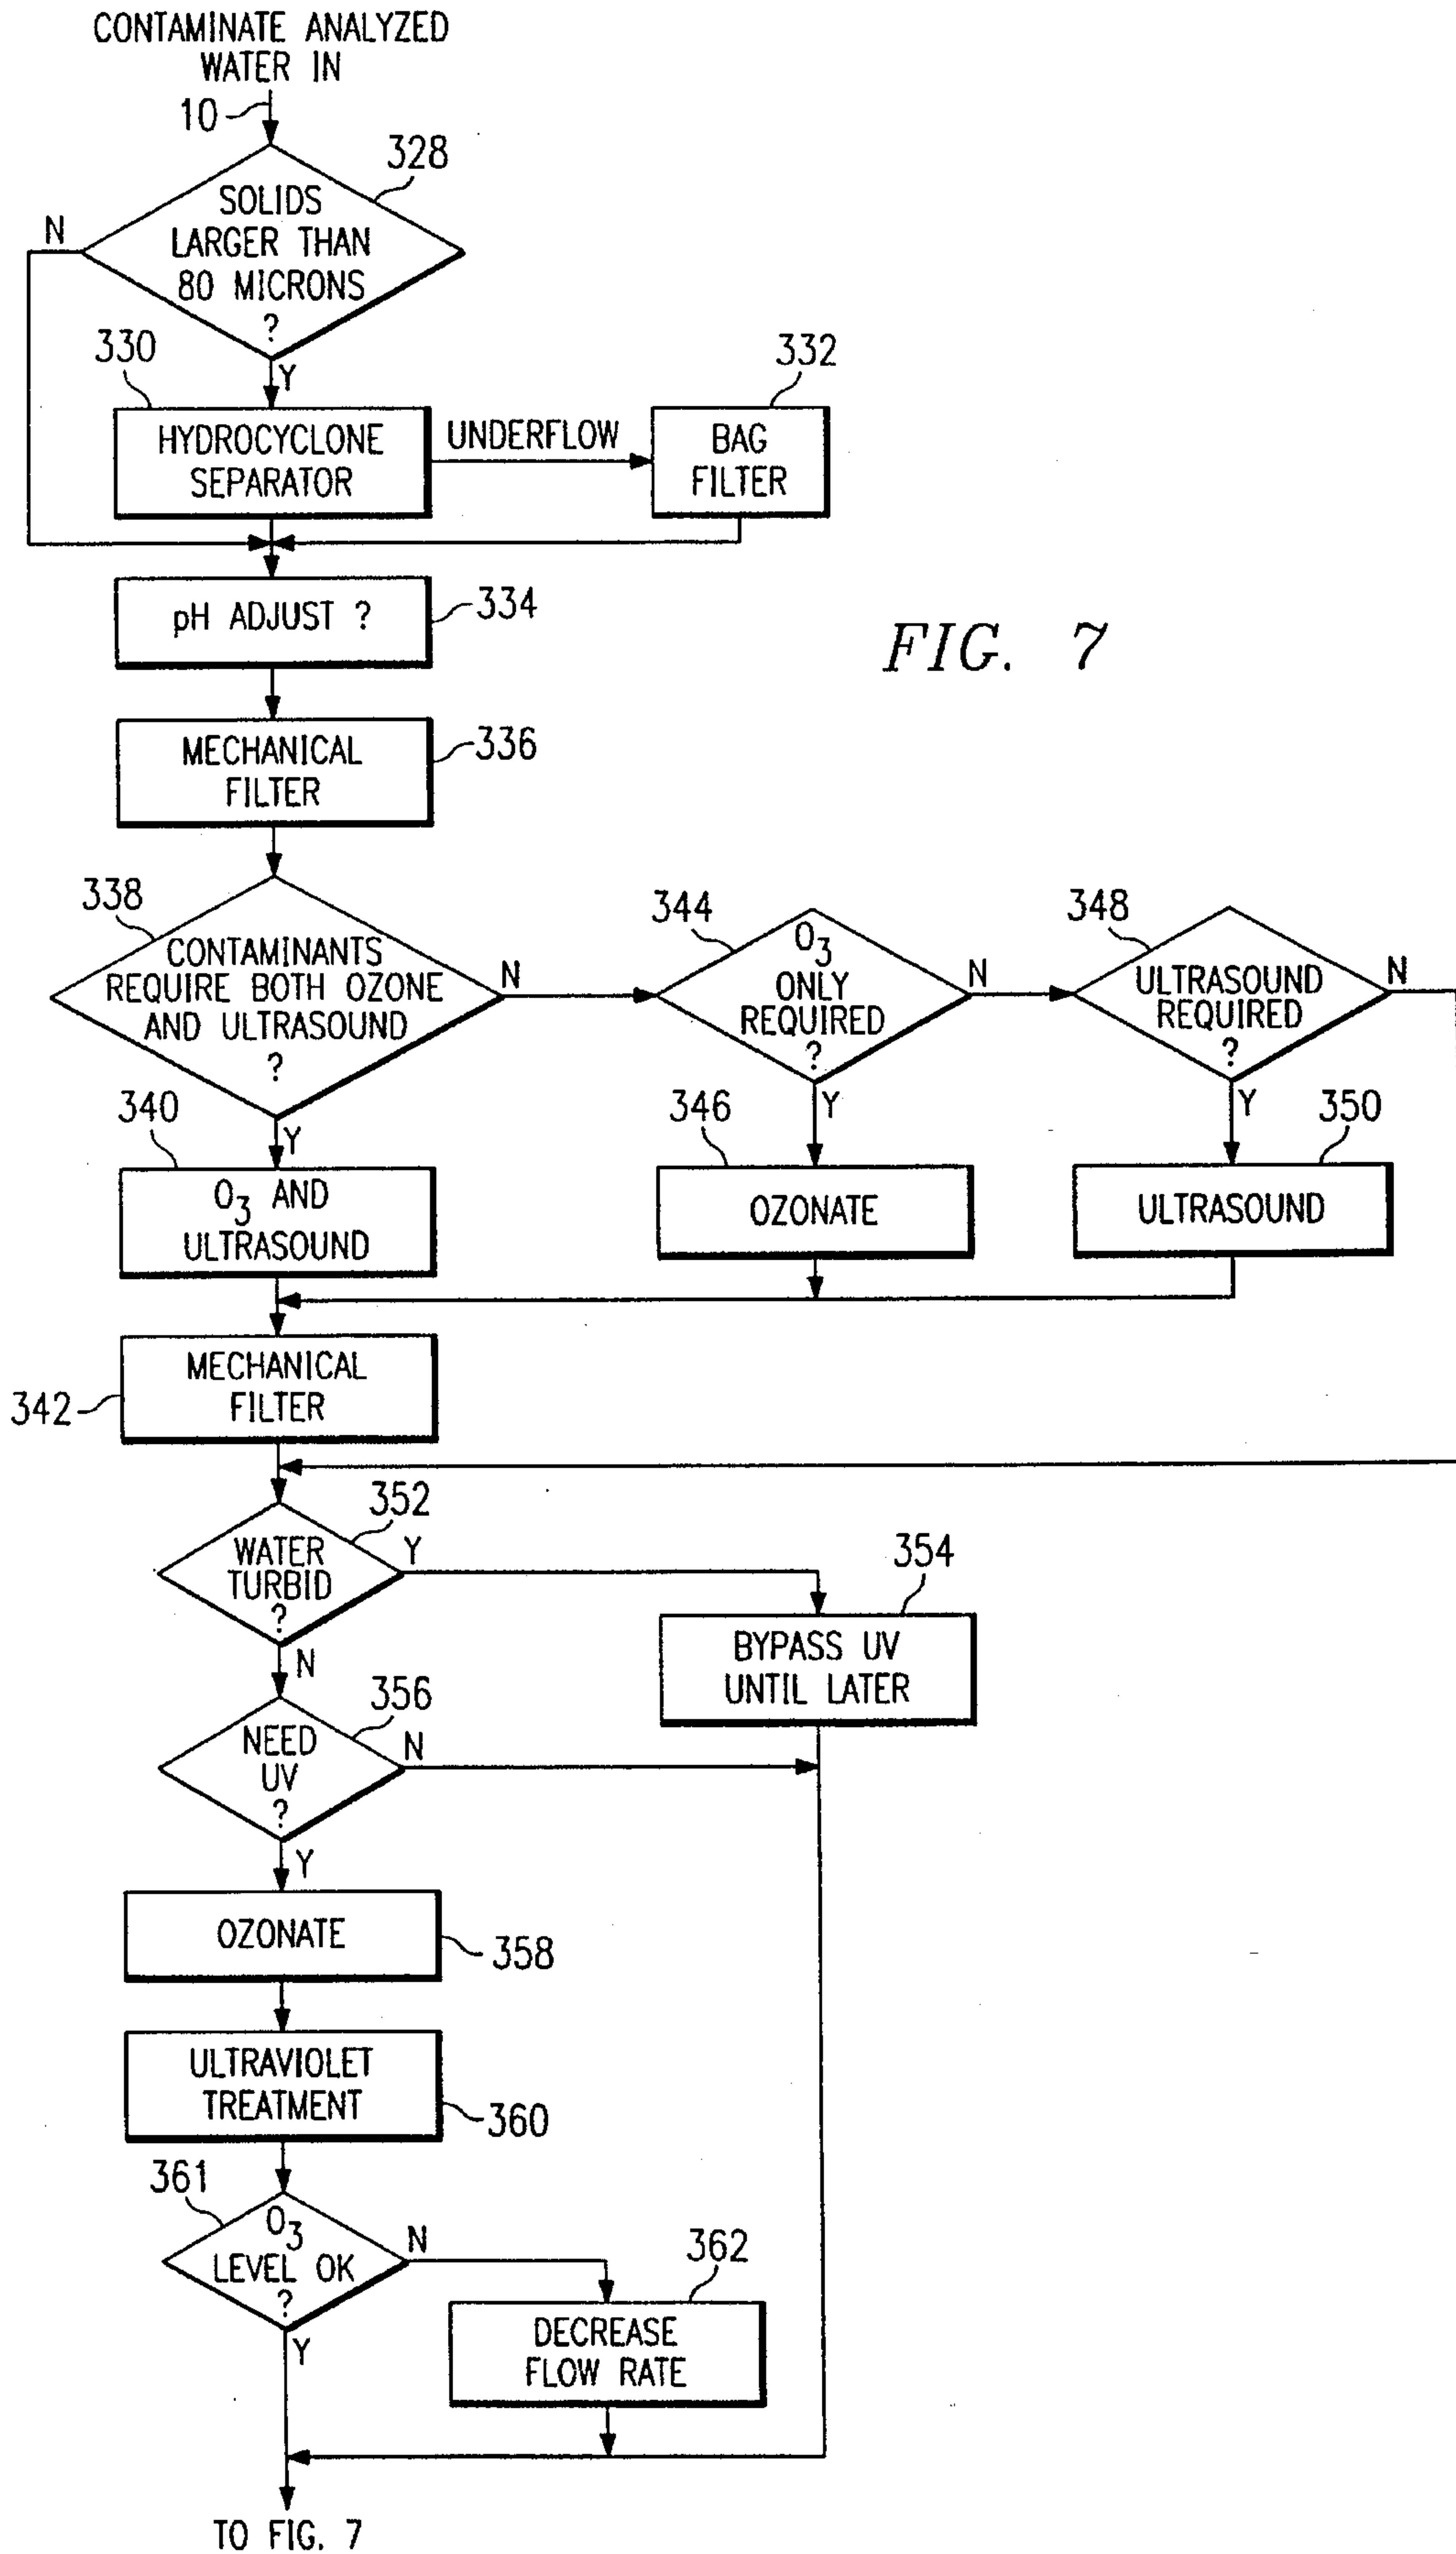 CONTAMINATE ANALYZED
WATER IN
10
328
SOLIDS
LARGER THAN
80 MICRONS
?
N
Y
330
HYDROCYCLONE
SEPARATOR
UNDERFLOW
332
BAG
FILTER
pH ADJUST ?
334
FIG. 7
MECHANICAL
FILTER
336
338
CONTAMINANTS
REQUIRE BOTH OZONE
AND ULTRASOUND
?
N
Y
344
O3
ONLY
REQUIRED
?
N
Y
348
ULTRASOUND
REQUIRED
?
N
Y
340
O3 AND
ULTRASOUND
346
OZONATE
350
ULTRASOUND
MECHANICAL
FILTER
342
352
WATER
TURBID
?
Y
N
354
BYPASS UV
UNTIL LATER
356
NEED
UV
?
N
Y
OZONATE
358
ULTRAVIOLET
TREATMENT
360
361
O3
LEVEL OK
?
N
Y
362
DECREASE
FLOW RATE
TO FIG. 7